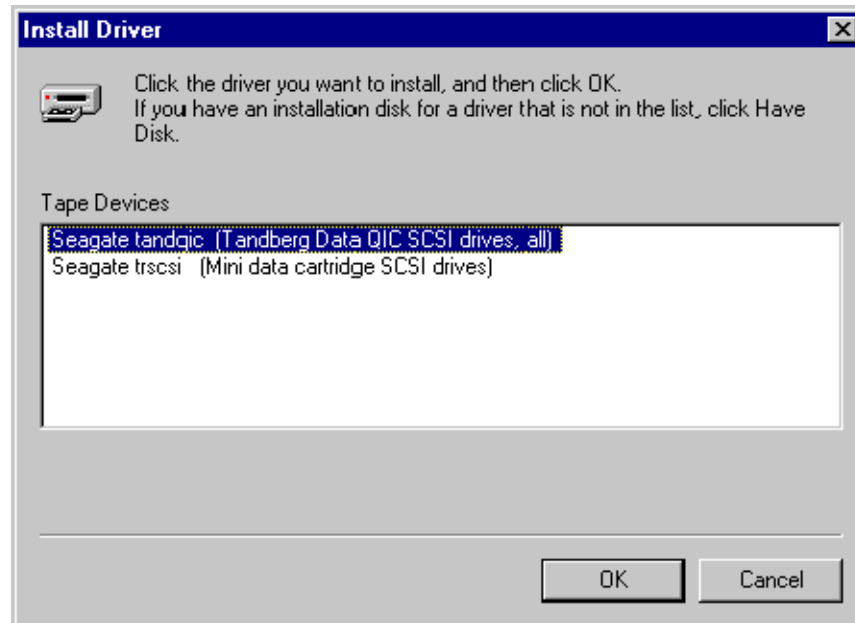 Install Driver
Click the driver you want to install, and then click OK.
If you have an installation disk for a driver that is not in the list, click Have
Disk.
Tape Devices
Seagate tandqic (Tandberg Data QIC SCSI drives, all)
Seagate trscsi (Mini data cartridge SCSI drives)
OK
Cancel